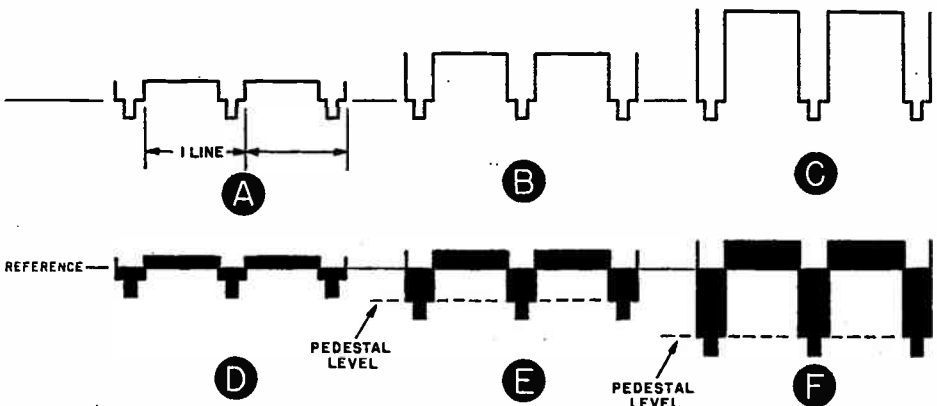 1 LINE
A
B
C
REFERENCE
PEDESTAL
LEVEL
PEDESTAL
LEVEL
D
E
F